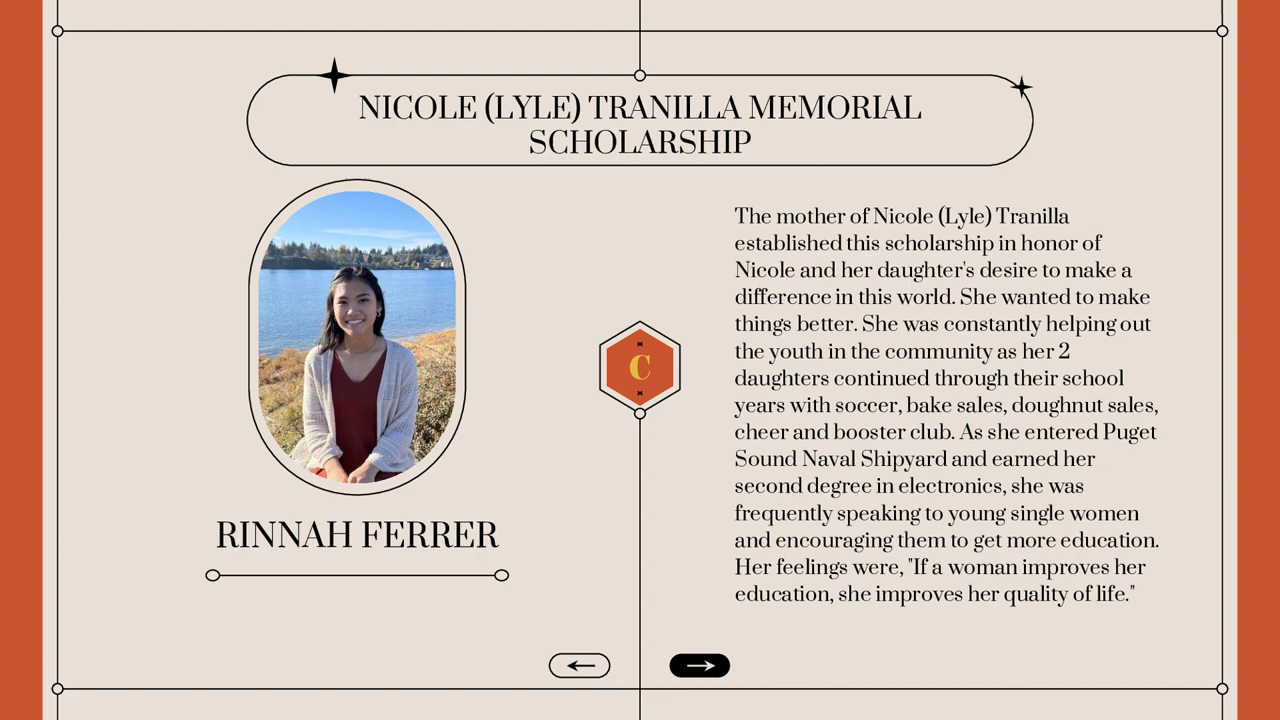 NICOLE (LYLE) TRANILLA MEMORIAL
SCHOLARSHIP
RINNAH FERRER
C
The mother of Nicole (Lyle) Tranilla
established this scholarship in honor of
Nicole and her daughter's desire to make a
difference in this world. She wanted to make
things better. She was constantly helping out
the youth in the community as her 2
daughters continued through their school
years with soccer, bake sales, doughnut sales,
cheer and booster club. As she entered Puget
Sound Naval Shipyard and earned her
second degree in electronics, she was
frequently speaking to young single women
and encouraging them to get more education.
Her feelings were, "If a woman improves her
education, she improves her quality of life."